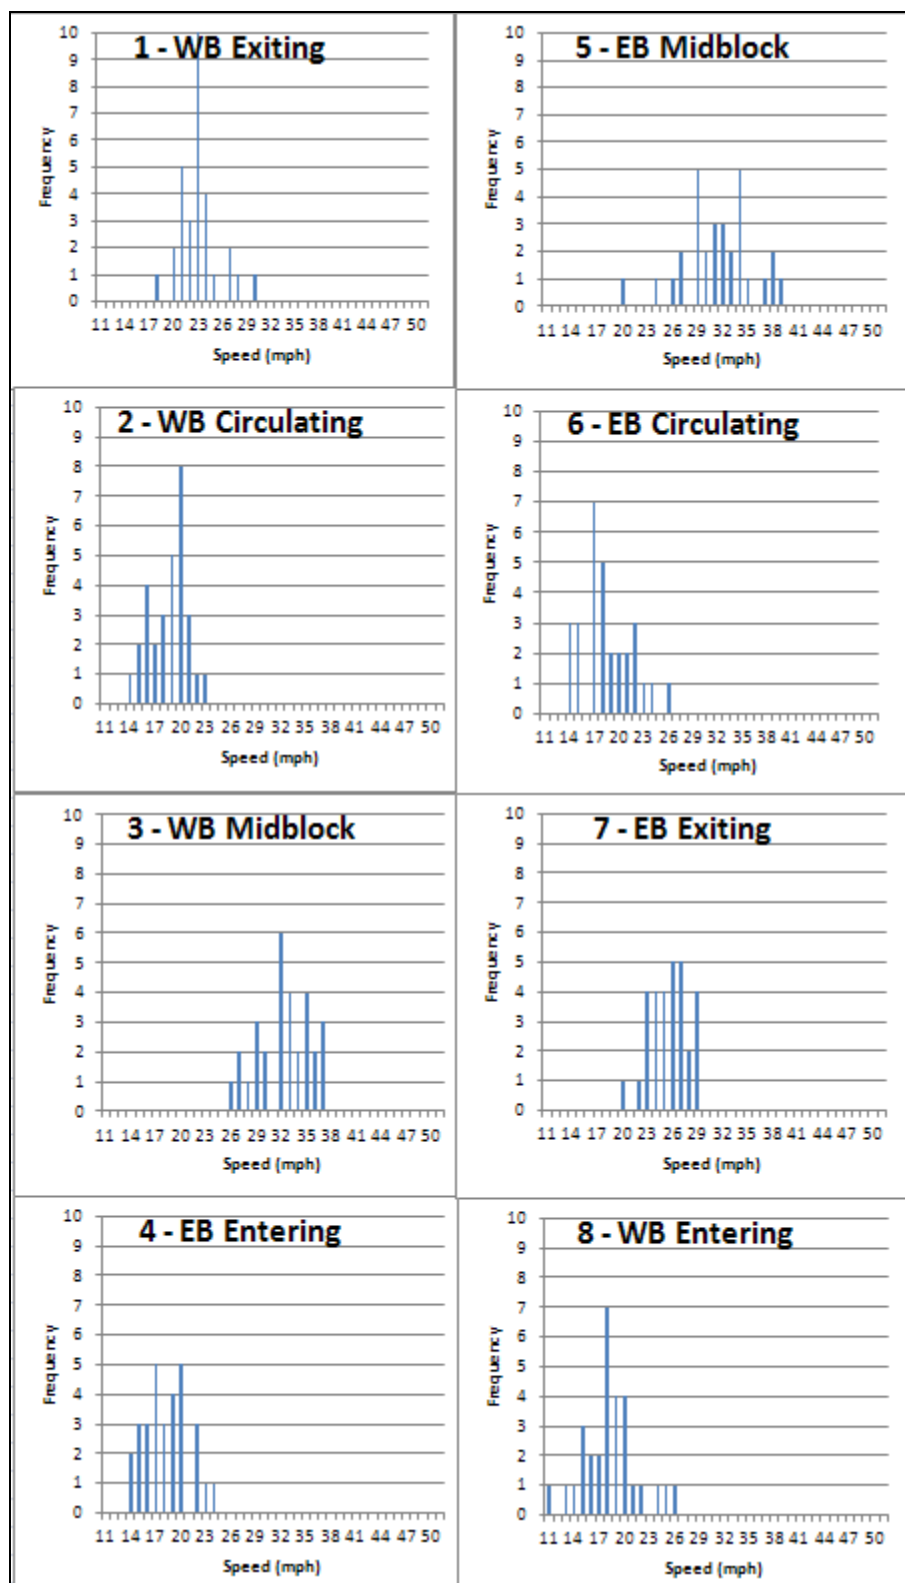 1 - WB Exiting
10
9
8
7
6
5
4
3
2
1
0
Frequency
11 14 17 20 23 26 29 32 35 38 41 44 47 50
Speed (mph)
5 - EB Midblock
10
9
8
7
6
5
4
3
2
1
0
Frequency
11 14 17 20 23 26 29 32 35 38 41 44 47 50
Speed (mph)
2 - WB Circulating
10
9
8
7
6
5
4
3
2
1
0
Frequency
11 14 17 20 23 26 29 32 35 38 41 44 47 50
Speed (mph)
6 - EB Circulating
10
9
8
7
6
5
4
3
2
1
0
Frequency
11 14 17 20 23 26 29 32 35 38 41 44 47 50
Speed (mph)
3 - WB Midblock
10
9
8
7
6
5
4
3
2
1
0
Frequency
11 14 17 20 23 26 29 32 35 38 41 44 47 50
Speed (mph)
7 - EB Exiting
10
9
8
7
6
5
4
3
2
1
0
Frequency
11 14 17 20 23 26 29 32 35 38 41 44 47 50
Speed (mph)
4 - EB Entering
10
9
8
7
6
5
4
3
2
1
0
Frequency
11 14 17 20 23 26 29 32 35 38 41 44 47 50
Speed (mph)
8 - WB Entering
10
9
8
7
6
5
4
3
2
1
0
Frequency
11 14 17 20 23 26 29 32 35 38 41 44 47 50
Speed (mph)